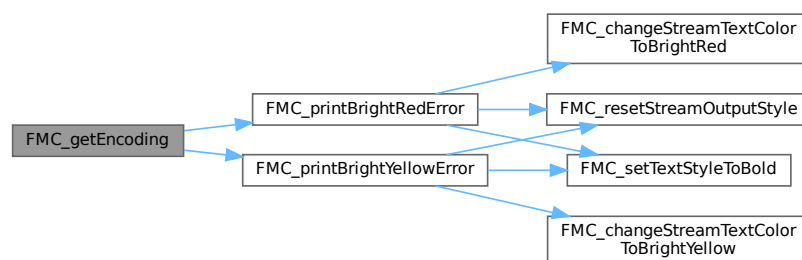 FMC_getEncoding
FMC_printBrightRedError
FMC_printBrightYellowError
FMC_changeStreamTextColor
ToBrightRed
FMC_resetStreamOutputStyle
FMC_setTextStyleToBold
FMC_changeStreamTextColor
ToBrightYellow